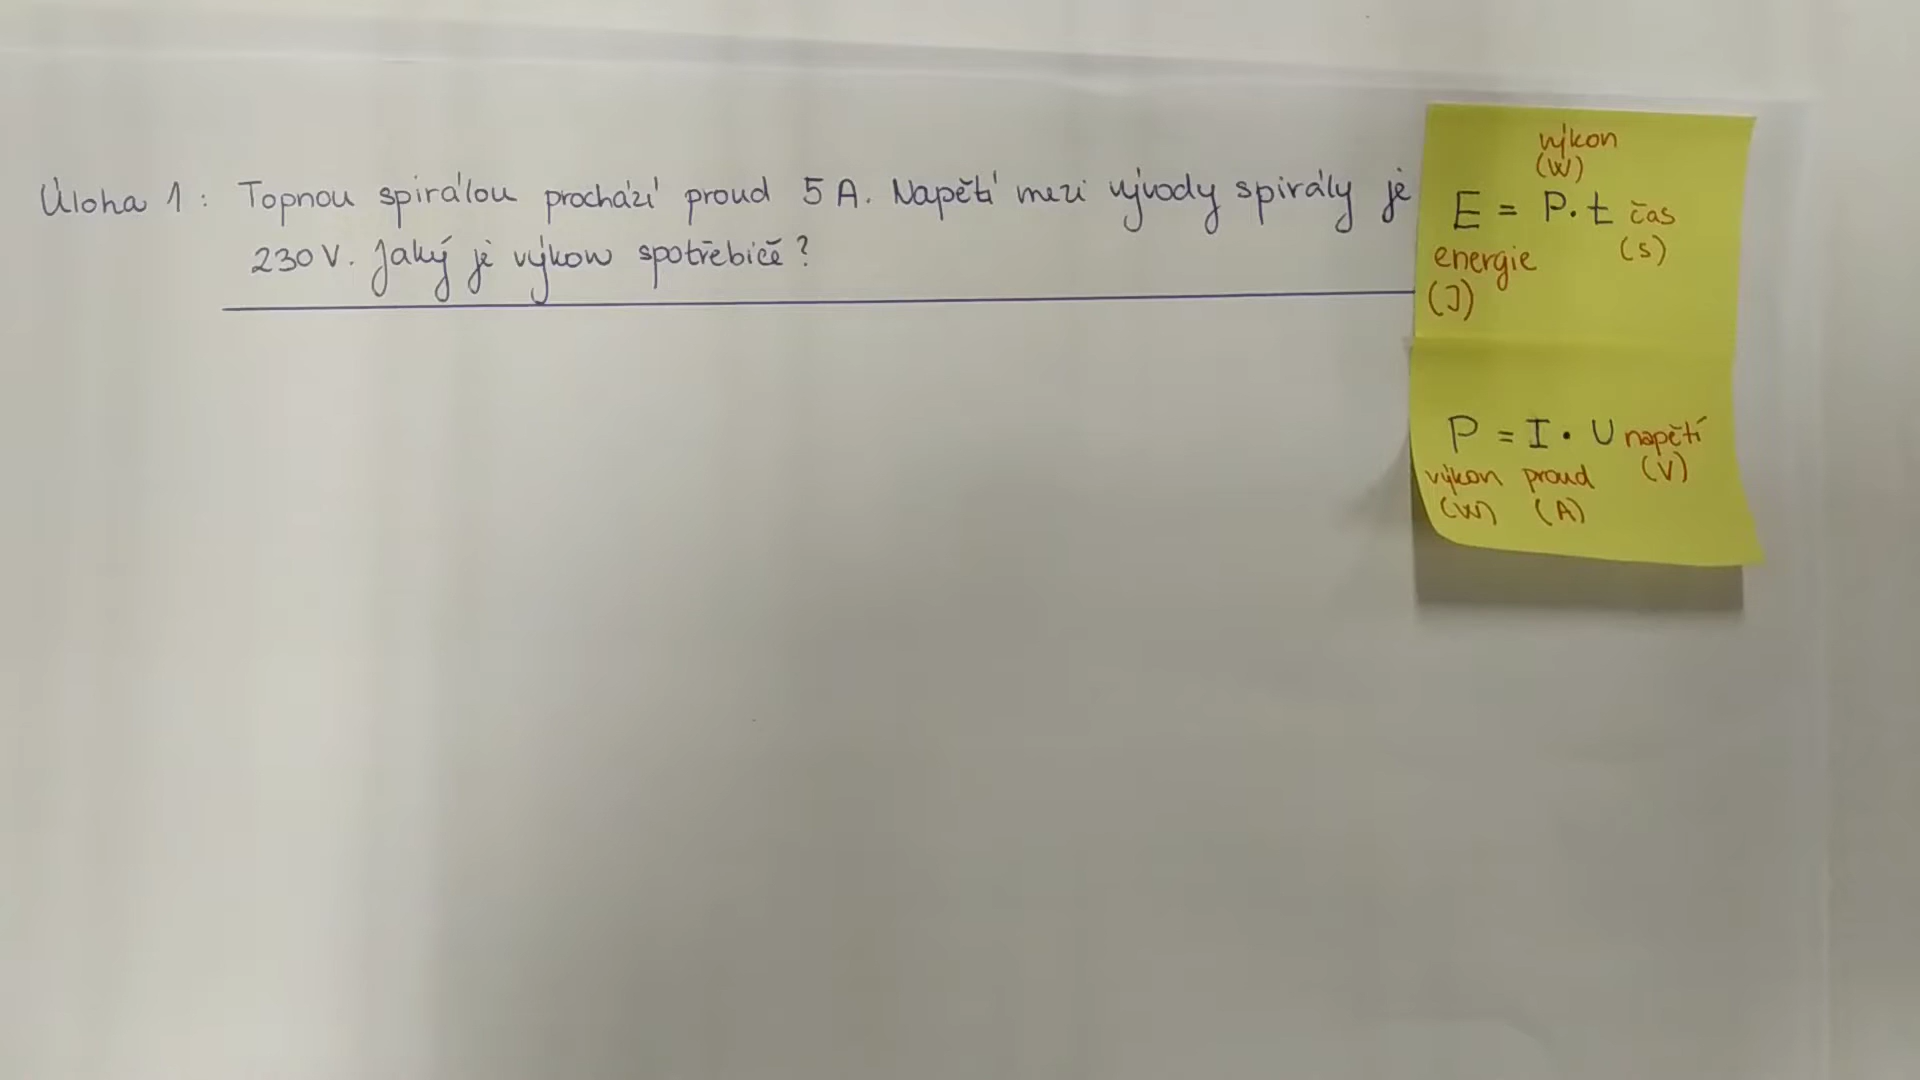 Úloha 1: Topnou spirálou prochází proud 5 A. Napětí mezi vývody spirály je
230 V. Jaký je výkon spotřebiče?
výkon
(W)
E = P. t čas
(s)
energie
(J)
P = I · U napětí
(V)
výkon proud
(W) (A)